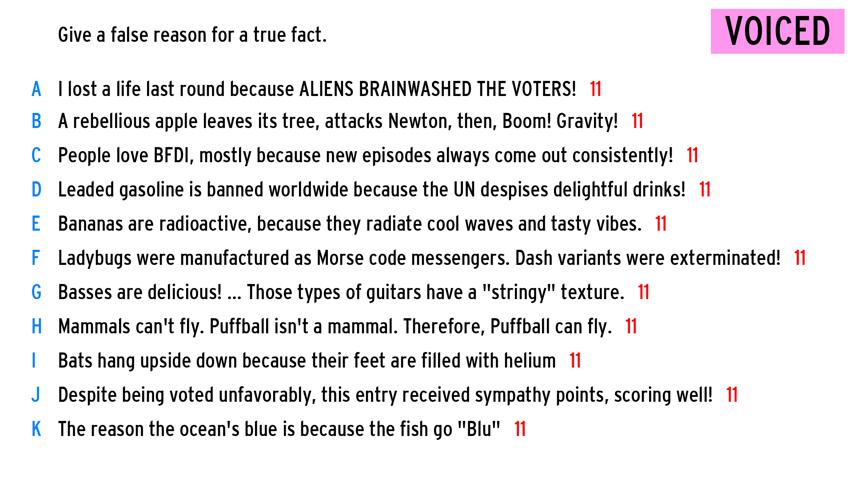 Give a false reason for a true fact.
VOICED
A I lost a life last round because ALIENS BRAINWASHED THE VOTERS! 11
B A rebellious apple leaves its tree, attacks Newton, then, Boom! Gravity! 11
C People love BFDI, mostly because new episodes always come out consistently! 11
D Leaded gasoline is banned worldwide because the UN despises delightful drinks! 11
E Bananas are radioactive, because they radiate cool waves and tasty vibes. 11
F Ladybugs were manufactured as Morse code messengers. Dash variants were exterminated! 11
G Basses are delicious! ... Those types of guitars have a "stringy" texture. 11
H Mammals can't fly. Puffball isn't a mammal. Therefore, Puffball can fly. 11
I Bats hang upside down because their feet are filled with helium 11
J Despite being voted unfavorably, this entry received sympathy points, scoring well! 11
K The reason the ocean's blue is because the fish go "Blu" 11